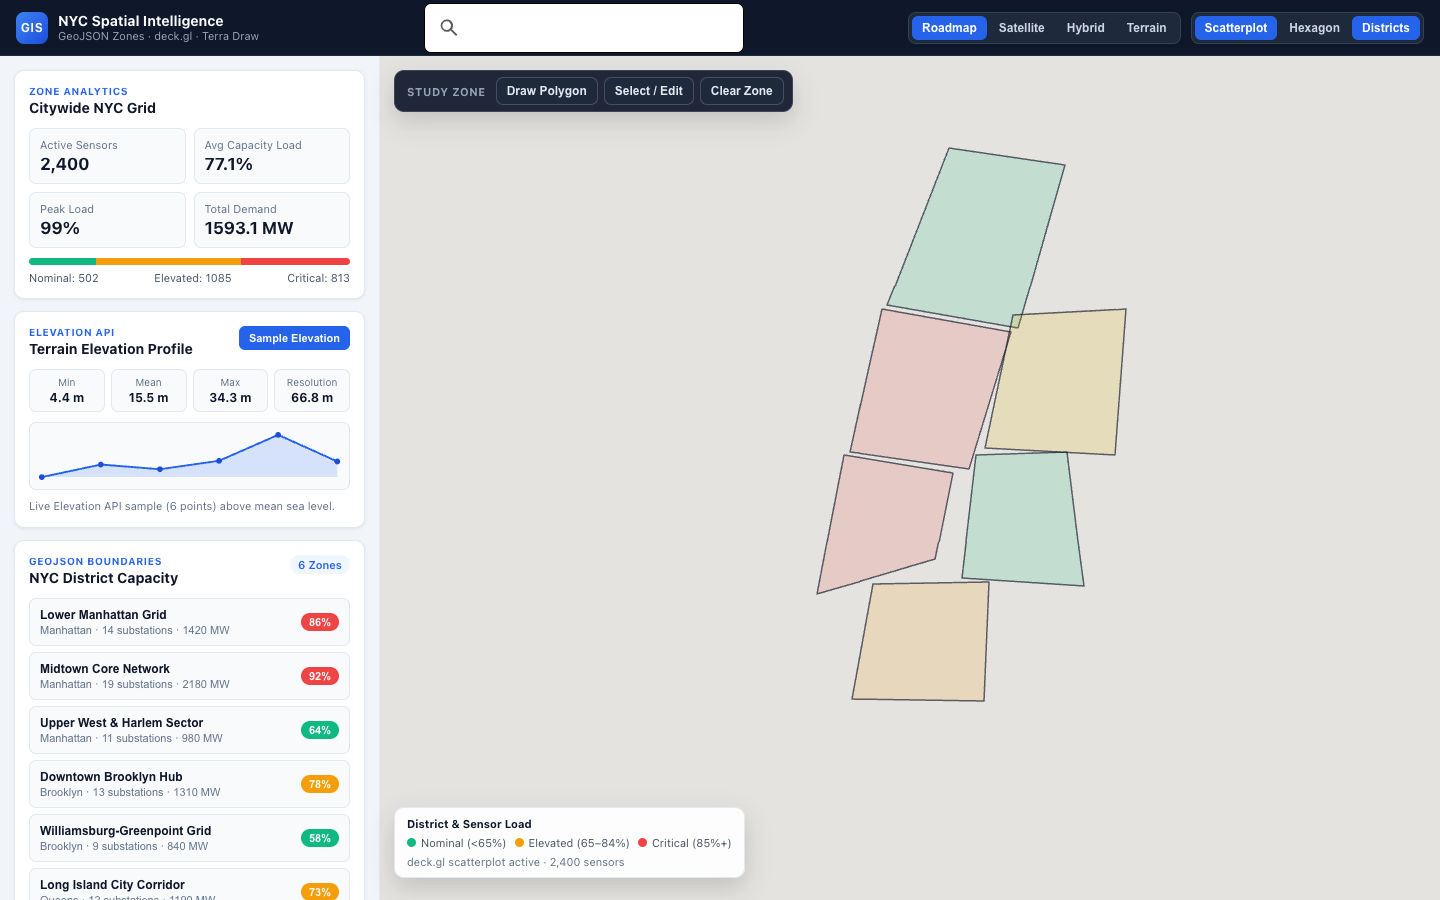 GIS
NYC Spatial Intelligence
GeoJSON Zones · deck.gl · Terra Draw
Roadmap
Satellite
Hybrid
Terrain
Scatterplot
Hexagon
Districts
ZONE ANALYTICS
Citywide NYC Grid
Active Sensors
2,400
Avg Capacity Load
77.1%
Peak Load
99%
Total Demand
1593.1 MW
Nominal: 502
Elevated: 1085
Critical: 813
ELEVATION API
Terrain Elevation Profile
Sample Elevation
Min
4.4 m
Mean
15.5 m
Max
34.3 m
Resolution
66.8 m
Live Elevation API sample (6 points) above mean sea level.
GEOJSON BOUNDARIES
NYC District Capacity
6 Zones
Lower Manhattan Grid
Manhattan · 14 substations · 1420 MW
86%
Midtown Core Network
Manhattan · 19 substations · 2180 MW
92%
Upper West & Harlem Sector
Manhattan · 11 substations · 980 MW
64%
Downtown Brooklyn Hub
Brooklyn · 13 substations · 1310 MW
78%
Williamsburg-Greenpoint Grid
Brooklyn · 9 substations · 840 MW
58%
Long Island City Corridor
Queens · 12 substations · 1190 MW
73%
STUDY ZONE
Draw Polygon
Select / Edit
Clear Zone
District & Sensor Load
Nominal (<65%)
Elevated (65–84%)
Critical (85%+)
deck.gl scatterplot active · 2,400 sensors